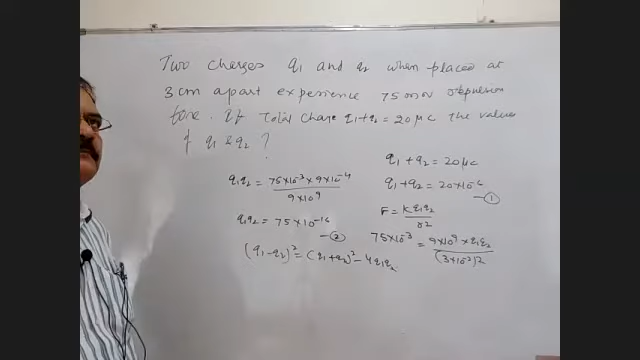 Two charges q1 and q2 when placed at
3 cm apart experience 75 repulsion
force. If Total Charge q1+q2 = 20 μc the values
of q1 & q2 ?
q1+q2 = 20μc
q1q2 = 75×10⁻³ × 9×10⁻⁴ / 9×10⁹
q1+q2 = 20×10⁻⁶ —①
F = Kq1q2 / r2
q1q2 = 75×10⁻¹⁶ —②
75×10⁻³ = 9×10⁹ × q1q2 / (3×10⁻²)2
(q1-q2)² = (q1+q2)² - 4q1q2